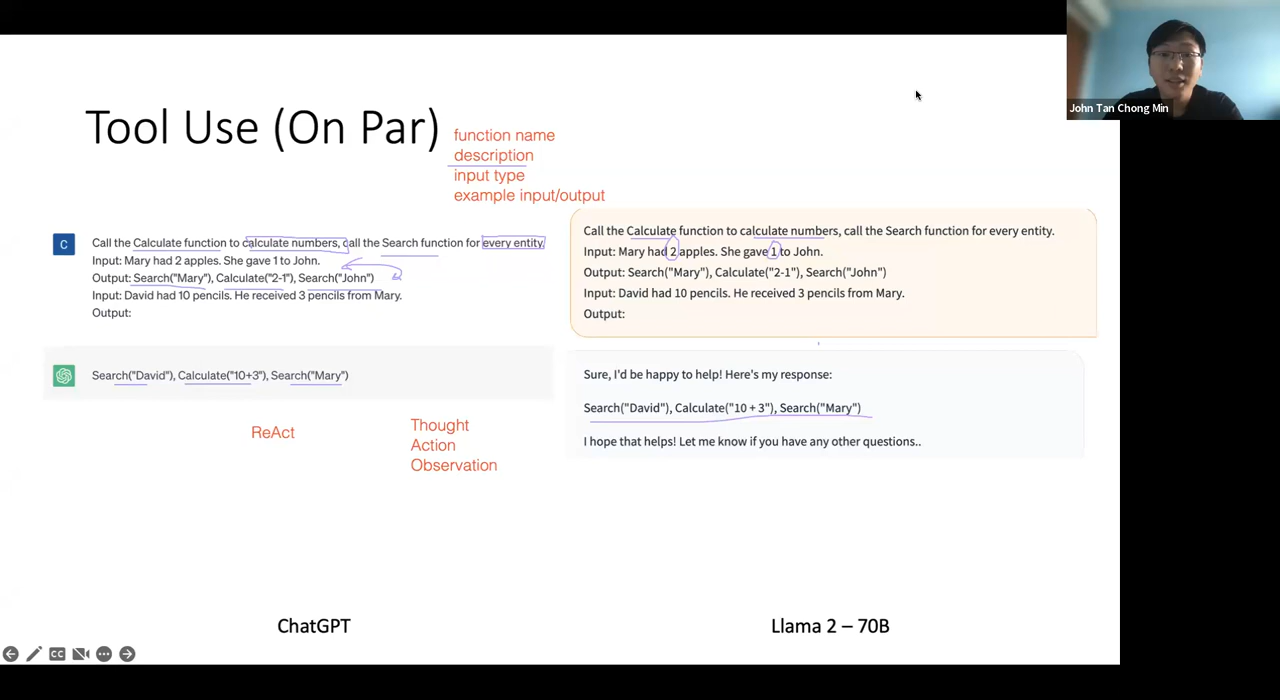 John Tan Chong Min
Tool Use (On Par)
function name
description
input type
example input/output
C
Call the Calculate function to calculate numbers, call the Search function for every entity.
Input: Mary had 2 apples. She gave 1 to John.
Output: Search("Mary"), Calculate("2-1"), Search("John")
Input: David had 10 pencils. He received 3 pencils from Mary.
Output:
Search("David"), Calculate("10+3"), Search("Mary")
ReAct
Thought
Action
Observation
ChatGPT
Call the Calculate function to calculate numbers, call the Search function for every entity.
Input: Mary had 2 apples. She gave 1 to John.
Output: Search("Mary"), Calculate("2-1"), Search("John")
Input: David had 10 pencils. He received 3 pencils from Mary.
Output:
Sure, I'd be happy to help! Here's my response:
Search("David"), Calculate("10 + 3"), Search("Mary")
I hope that helps! Let me know if you have any other questions..
Llama 2 – 70B
CC